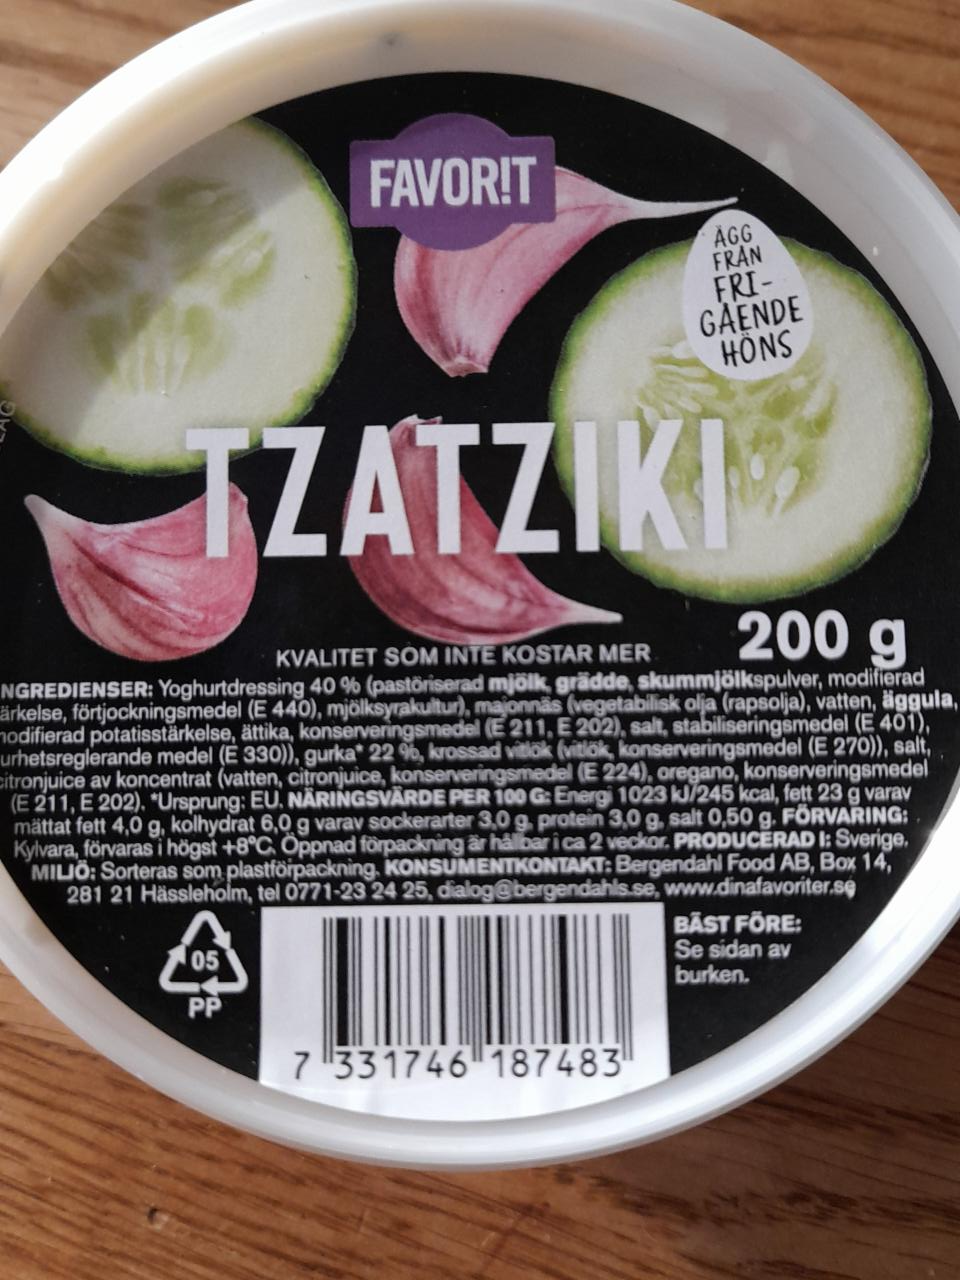 FAVOR!T
ÄGG
FRÅN
FRI-
GÅENDE
HÖNS
TZATZIKI
200 g
KVALITET SOM INTE KOSTAR MER
NGREDIENSER: Yoghurtdressing 40 % (pastöriserad mjölk, grädde, skummjölkspulver, modifierad
ärkelse, förtjockningsmedel (E 440), mjölksyrakultur), majonnäs (vegetabilisk olja (rapsolja), vatten, äggula,
modifierad potatisstärkelse, ättika, konserveringsmedel (E 211, E 202), salt, stabiliseringsmedel (E 401),
urhetsreglerande medel (E 330)), gurka* 22 %, krossad vitlök (vitlök, konserveringsmedel (E 270)), salt,
citronjuice av koncentrat (vatten, citronjuice, konserveringsmedel (E 224), oregano, konserveringsmedel
(E 211, E 202). *Ursprung: EU. NÄRINGSVÄRDE PER 100 G: Energi 1023 kJ/245 kcal, fett 23 g varav
mättat fett 4,0 g, kolhydrat 6,0 g varav sockerarter 3,0 g, protein 3,0 g, salt 0,50 g. FÖRVARING:
Kylvara, förvaras i högst +8°C. Öppnad förpackning är hållbar i ca 2 veckor. PRODUCERAD I: Sverige.
MILJÖ: Sorteras som plastförpackning. KONSUMENTKONTAKT: Bergendahl Food AB, Box 14,
281 21 Hässleholm, tel 0771-23 24 25, dialog@bergendahls.se, www.dinafavoriter.se
05
PP
BÄST FÖRE:
Se sidan av
burken.
7 331746 187483